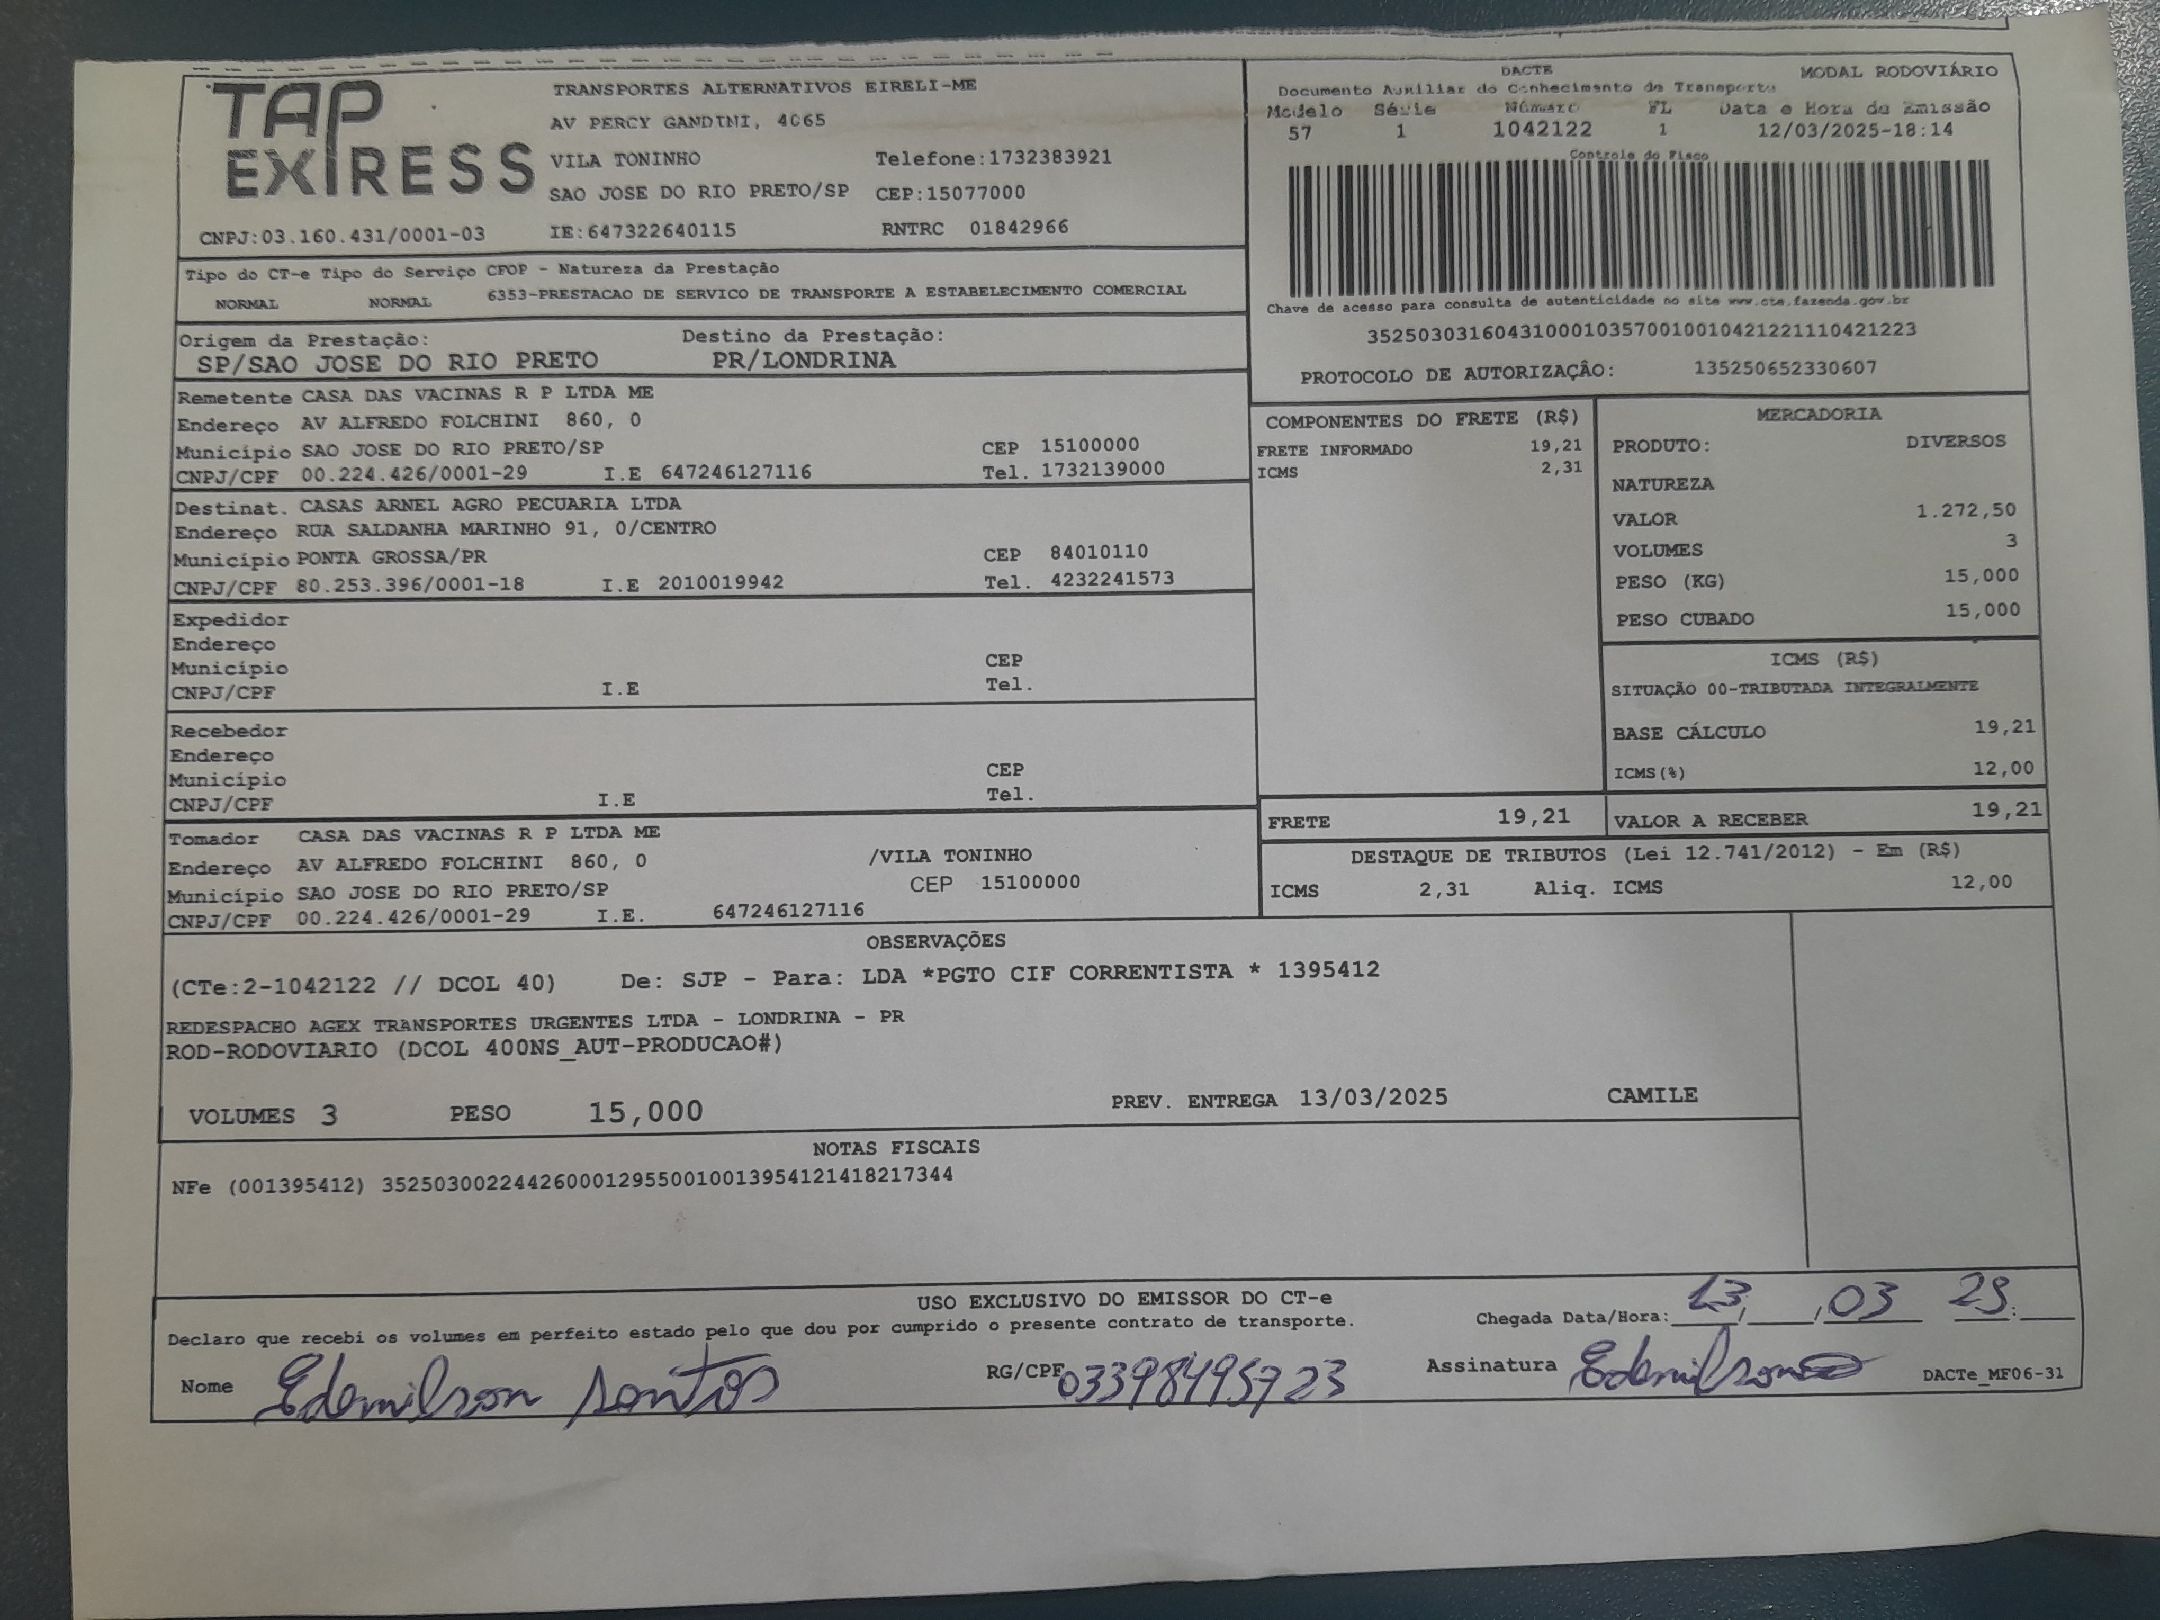 TAP
EXPRESS
TRANSPORTES ALTERNATIVOS EIRELI-ME
AV PERCY GANDINI, 4065
VILA TONINHO Telefone:1732383921
SAO JOSE DO RIO PRETO/SP CEP:15077000
CNPJ:03.160.431/0001-03 IE:647322640115 RNTRC 01842966
DACTE MODAL RODOVIÁRIO
Documento Auxiliar do Conhecimento de Transporte
Modelo Série Número FL Data e Hora de Emissão
57 1 1042122 1 12/03/2025-18:14
Controle do Fisco
Chave de acesso para consulta de autenticidade no site www.cte.fazenda.gov.br
35250303160431000103570010010421221110421223
PROTOCOLO DE AUTORIZAÇÂO: 135250652330607
Tipo do CT-e Tipo do Serviço CFOP - Natureza da Prestação
NORMAL NORMAL 6353-PRESTACAO DE SERVICO DE TRANSPORTE A ESTABELECIMENTO COMERCIAL
Origem da Prestação: Destino da Prestação:
SP/SAO JOSE DO RIO PRETO PR/LONDRINA
Remetente CASA DAS VACINAS R P LTDA ME
Endereço AV ALFREDO FOLCHINI 860, 0
Município SAO JOSE DO RIO PRETO/SP CEP 15100000
CNPJ/CPF 00.224.426/0001-29 I.E 647246127116 Tel. 1732139000
Destinat. CASAS ARNEL AGRO PECUARIA LTDA
Endereço RUA SALDANHA MARINHO 91, 0/CENTRO
Município PONTA GROSSA/PR CEP 84010110
CNPJ/CPF 80.253.396/0001-18 I.E 2010019942 Tel. 4232241573
Expedidor
Endereço
Município CEP
CNPJ/CPF I.E Tel.
Recebedor
Endereço
Município CEP
CNPJ/CPF I.E Tel.
Tomador CASA DAS VACINAS R P LTDA ME
Endereço AV ALFREDO FOLCHINI 860, 0 /VILA TONINHO
Município SAO JOSE DO RIO PRETO/SP CEP 15100000
CNPJ/CPF 00.224.426/0001-29 I.E. 647246127116
COMPONENTES DO FRETE (R$)
FRETE INFORMADO 19,21
ICMS 2,31
MERCADORIA
PRODUTO: DIVERSOS
NATUREZA
VALOR 1.272,50
VOLUMES 3
PESO (KG) 15,000
PESO CUBADO 15,000
ICMS (R$)
SITUAÇÃO 00-TRIBUTADA INTEGRALMENTE
BASE CÁLCULO 19,21
ICMS(%) 12,00
FRETE 19,21 VALOR A RECEBER 19,21
DESTAQUE DE TRIBUTOS (Lei 12.741/2012) - Em (R$)
ICMS 2,31 Aliq. ICMS 12,00
OBSERVAÇÕES
(CTe:2-1042122 // DCOL 40) De: SJP - Para: LDA *PGTO CIF CORRENTISTA * 1395412
REDESPACHO AGEX TRANSPORTES URGENTES LTDA - LONDRINA - PR
ROD-RODOVIARIO (DCOL 400NS_AUT-PRODUCAO#)
VOLUMES 3 PESO 15,000 PREV. ENTREGA 13/03/2025 CAMILE
NOTAS FISCAIS
NFe (001395412) 35250300224426000129550010013954121418217344
USO EXCLUSIVO DO EMISSOR DO CT-e
Declaro que recebi os volumes em perfeito estado pelo que dou por cumprido o presente contrato de transporte. Chegada Data/Hora: 13/ /03 25:
Nome Edemilson Santos RG/CPF 03398495723 Assinatura Edemilson DACTe_MF06-31